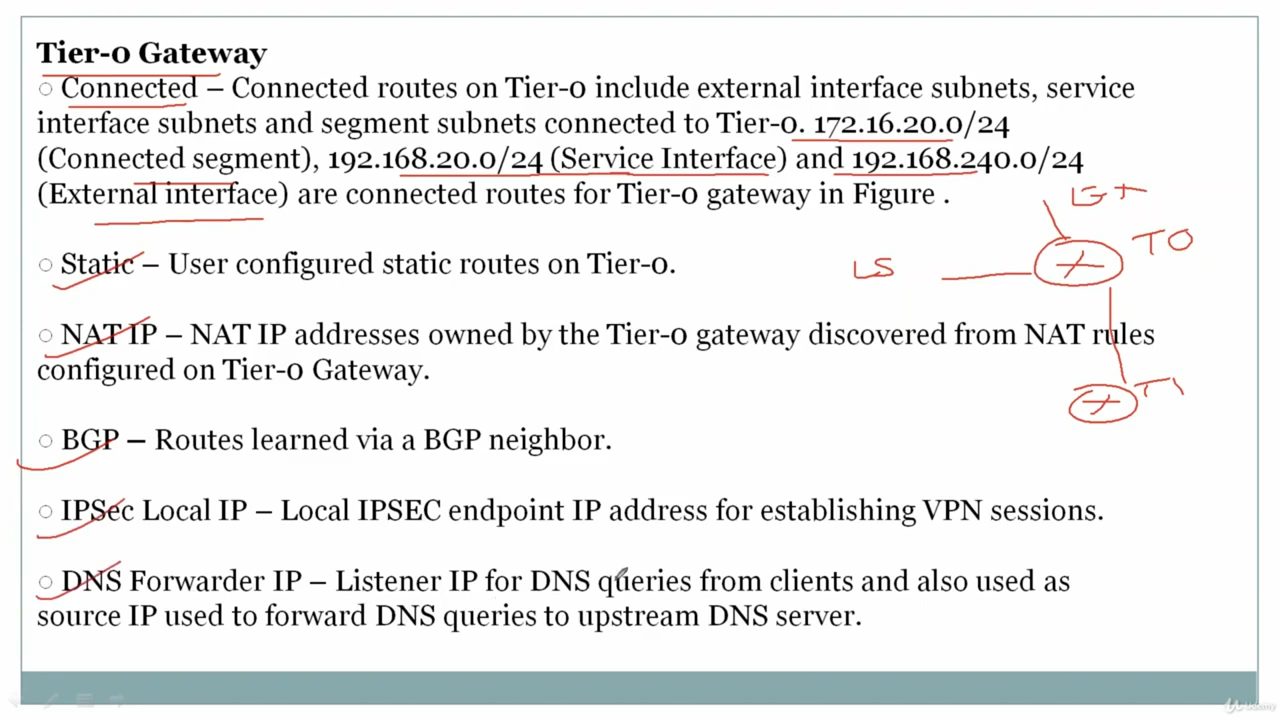 Tier-0 Gateway
○ Connected – Connected routes on Tier-0 include external interface subnets, service
interface subnets and segment subnets connected to Tier-0. 172.16.20.0/24
(Connected segment), 192.168.20.0/24 (Service Interface) and 192.168.240.0/24
(External interface) are connected routes for Tier-0 gateway in Figure .
○ Static – User configured static routes on Tier-0.
LS
T0
○ NAT IP – NAT IP addresses owned by the Tier-0 gateway discovered from NAT rules
configured on Tier-0 Gateway.
T1
○ BGP – Routes learned via a BGP neighbor.
○ IPSec Local IP – Local IPSEC endpoint IP address for establishing VPN sessions.
○ DNS Forwarder IP – Listener IP for DNS queries from clients and also used as
source IP used to forward DNS queries to upstream DNS server.
Udemy